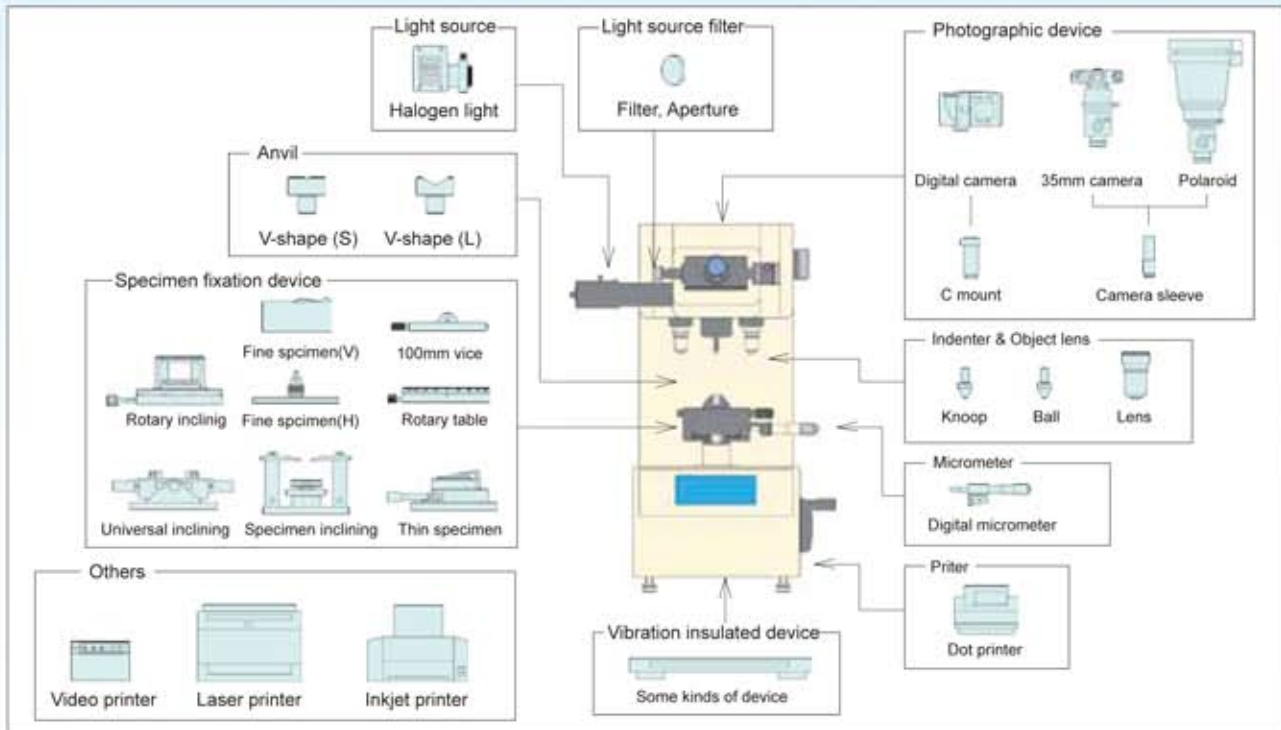 Light source
Halogen light
Light source filter
Filter, Aperture
Photographic device
Digital camera
35mm camera
Polaroid
C mount
Camera sleeve
Anvil
V-shape (S)
V-shape (L)
Specimen fixation device
Fine spcimen(V)
100mm vice
Rotary inclinig
Fine spcimen(H)
Rotary table
Universal inclining
Specimen inclining
Thin specimen
Indenter & Object lens
Knoop
Ball
Lens
Micrometer
Digital micrometer
Priter
Dot printer
Others
Video printer
Laser printer
Inkjet printer
Vibration insulated device
Some kinds of device